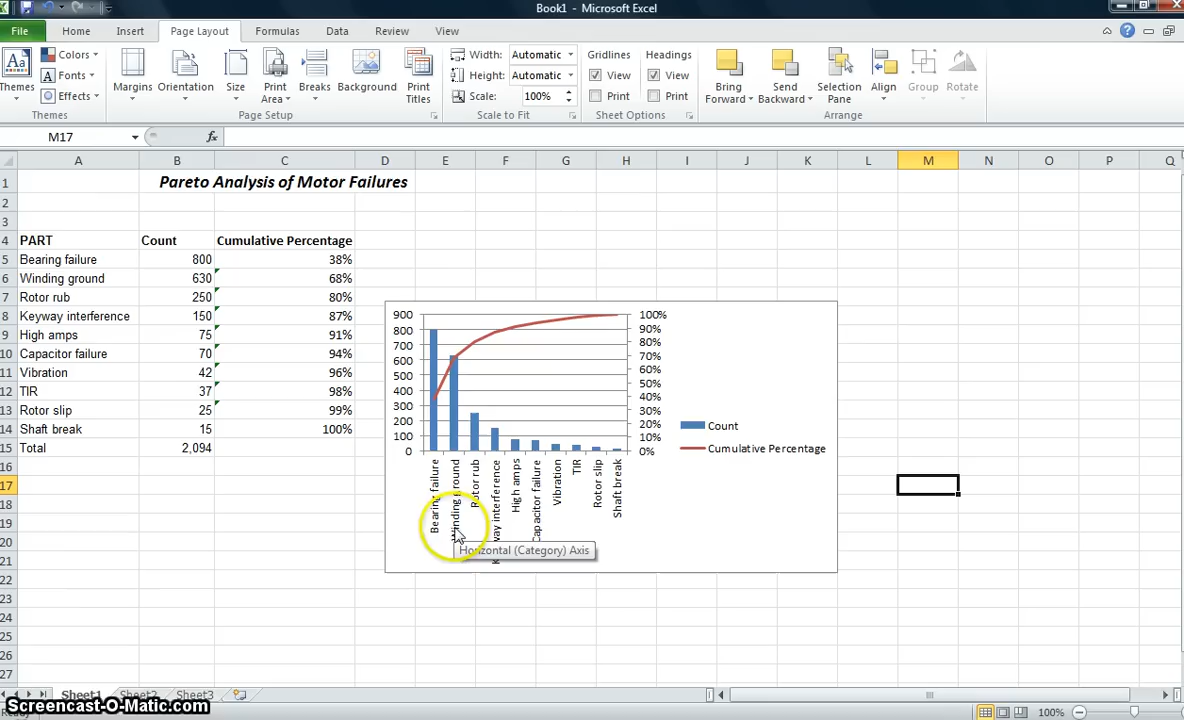 Book1 - Microsoft Excel
File Home Insert Page Layout Formulas Data Review View
Aa Colors Width: Automatic Gridlines Headings
A Fonts Height: Automatic View View
Themes Effects Margins Orientation Size Print Area Breaks Background Print Titles Scale: 100% Print Print Bring Forward Send Backward Selection Pane Align Group Rotate
Themes Page Setup Scale to Fit Sheet Options Arrange
M17 fx
A B C D E F G H I J K L M N O P Q
1 Pareto Analysis of Motor Failures
2
3
4 PART Count Cumulative Percentage
5 Bearing failure 800 38%
6 Winding ground 630 68%
7 Rotor rub 250 80%
8 Keyway interference 150 87%
9 High amps 75 91%
10 Capacitor failure 70 94%
11 Vibration 42 96%
12 TIR 37 98%
13 Rotor slip 25 99%
14 Shaft break 15 100%
15 Total 2,094
16
17
18
19
20
21
22
23
24
25
26
27
900 100%
800 90%
700 80%
600 70%
500 60%
400 50%
300 40%
200 30%
100 20%
0 10%
0%
Count
Cumulative Percentage
Bearing failure
Winding ground
Rotor rub
interference
High amps
Capacitor failure
Vibration
TIR
Rotor slip
Shaft break
Horizontal (Category) Axis
Sheet1 Sheet2 Sheet3
Ready 100%
Screencast-O-Matic.com